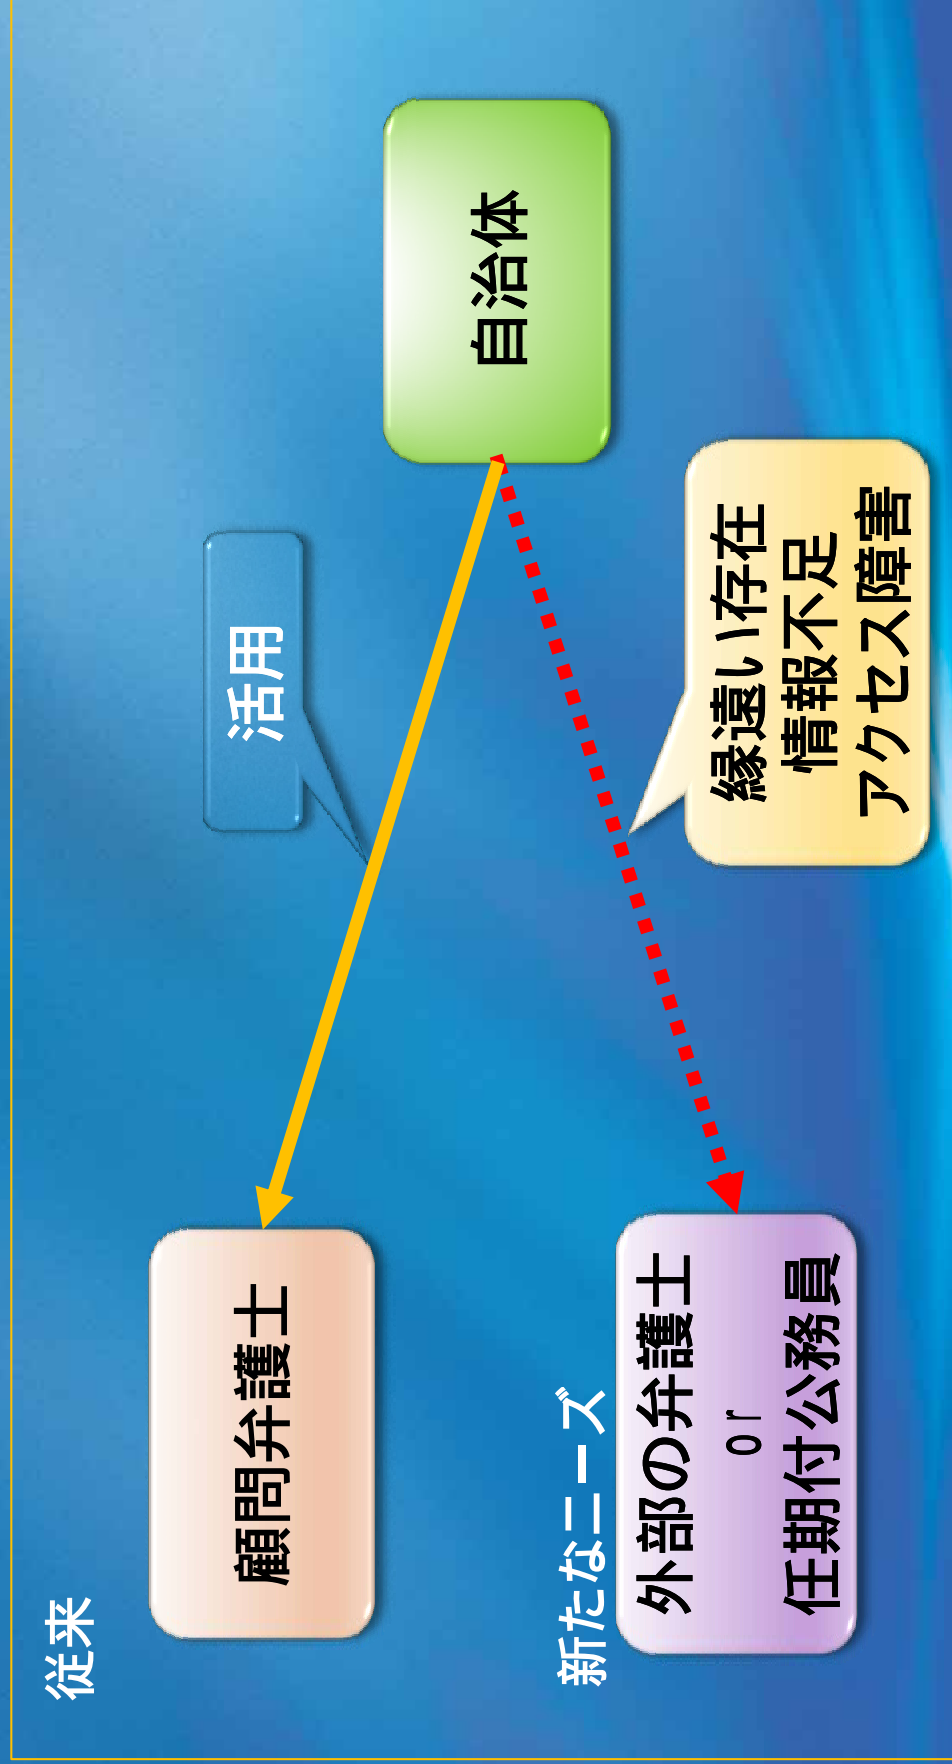 従来
顧問弁護士
活用
自治体
新たなニーズ
外部の弁護士
or
任期付公務員
縁遠い存在
情報不足
アクセス障害